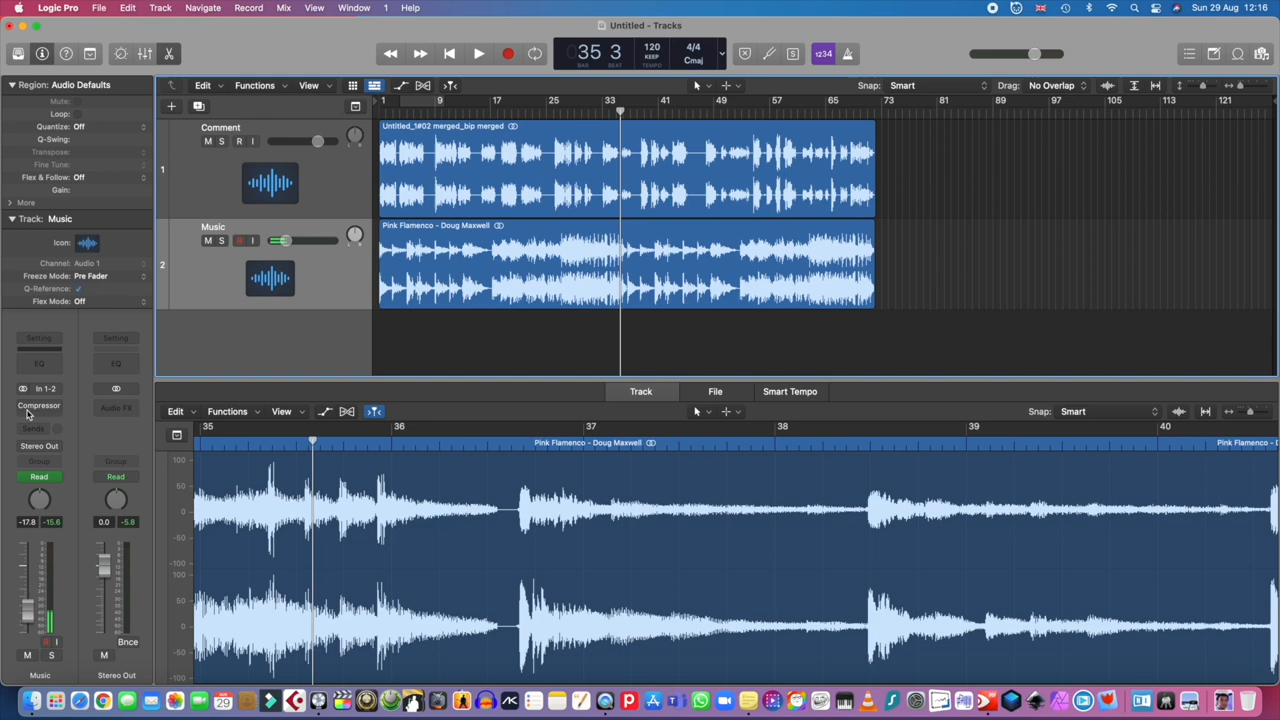 Logic Pro File Edit Track Navigate Record Mix View Window 1 Help Sun 29 Aug 12:16
Untitled - Tracks
35 3 120 4/4
KEEP Cmaj
BAR BEAT TEMPO
1234
Region: Audio Defaults
Edit Functions View Snap: Smart Drag: No Overlap
Mute:
Loop:
Quantize: Off
Q-Swing:
Transpose:
Fine Tune:
Flex & Follow: Off
Gain:
More
Track: Music
Icon:
Channel: Audio 1
Freeze Mode: Pre Fader
Q-Reference:
Flex Mode: Off
1 9 17 25 33 41 49 57 65 73 81 89 97 105 113 121
1
Comment
M S R I
Untitled_1#02 merged_bip merged
2
Music
M S R I
Pink Flamenco - Doug Maxwell
Setting Setting
EQ EQ
In 1-2
Compressor Audio FX
Sends
Stereo Out
Group Group
Read Read
-17.8 -15.6 0.0 -5.8
R I Bnce
M S M
Music Stereo Out
Track File Smart Tempo
Edit Functions View Snap: Smart
35 36 37 38 39 40
Pink Flamenco - Doug Maxwell Pink Flamenco - D
100
50
0
-50
-100
100
50
0
-50
-100